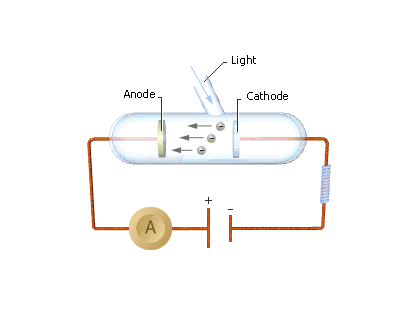 Light
Anode
Cathode
A
+
–